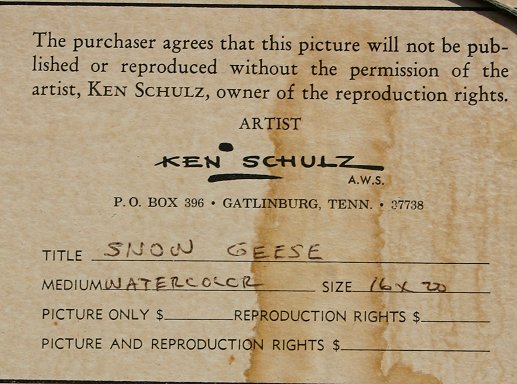 The purchaser agrees that this picture will not be pub-
lished or reproduced without the permission of the
artist, KEN SCHULZ, owner of the reproduction rights.
ARTIST
KEN SCHULZ
A.W.S.
P. O. BOX 396 • GATLINBURG, TENN. • 37738
TITLE SNOW GEESE
MEDIUM WATERCOLOR SIZE 16 x 20
PICTURE ONLY $ REPRODUCTION RIGHTS $
PICTURE AND REPRODUCTION RIGHTS $